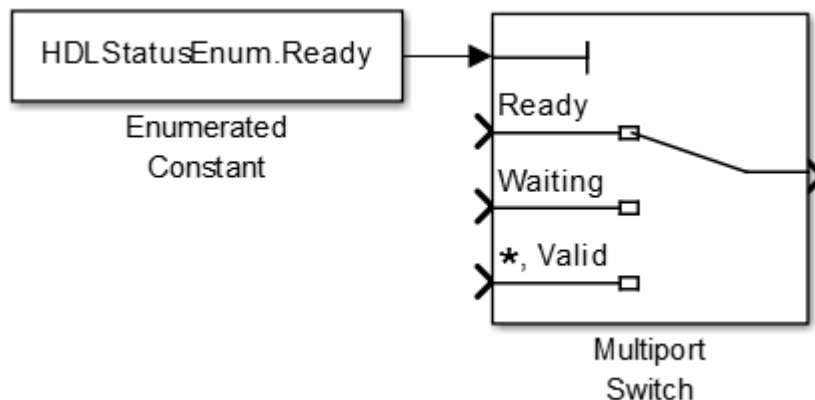 HDLStatusEnum.Ready
Enumerated
Constant
Ready
Waiting
*, Valid
Multiport
Switch